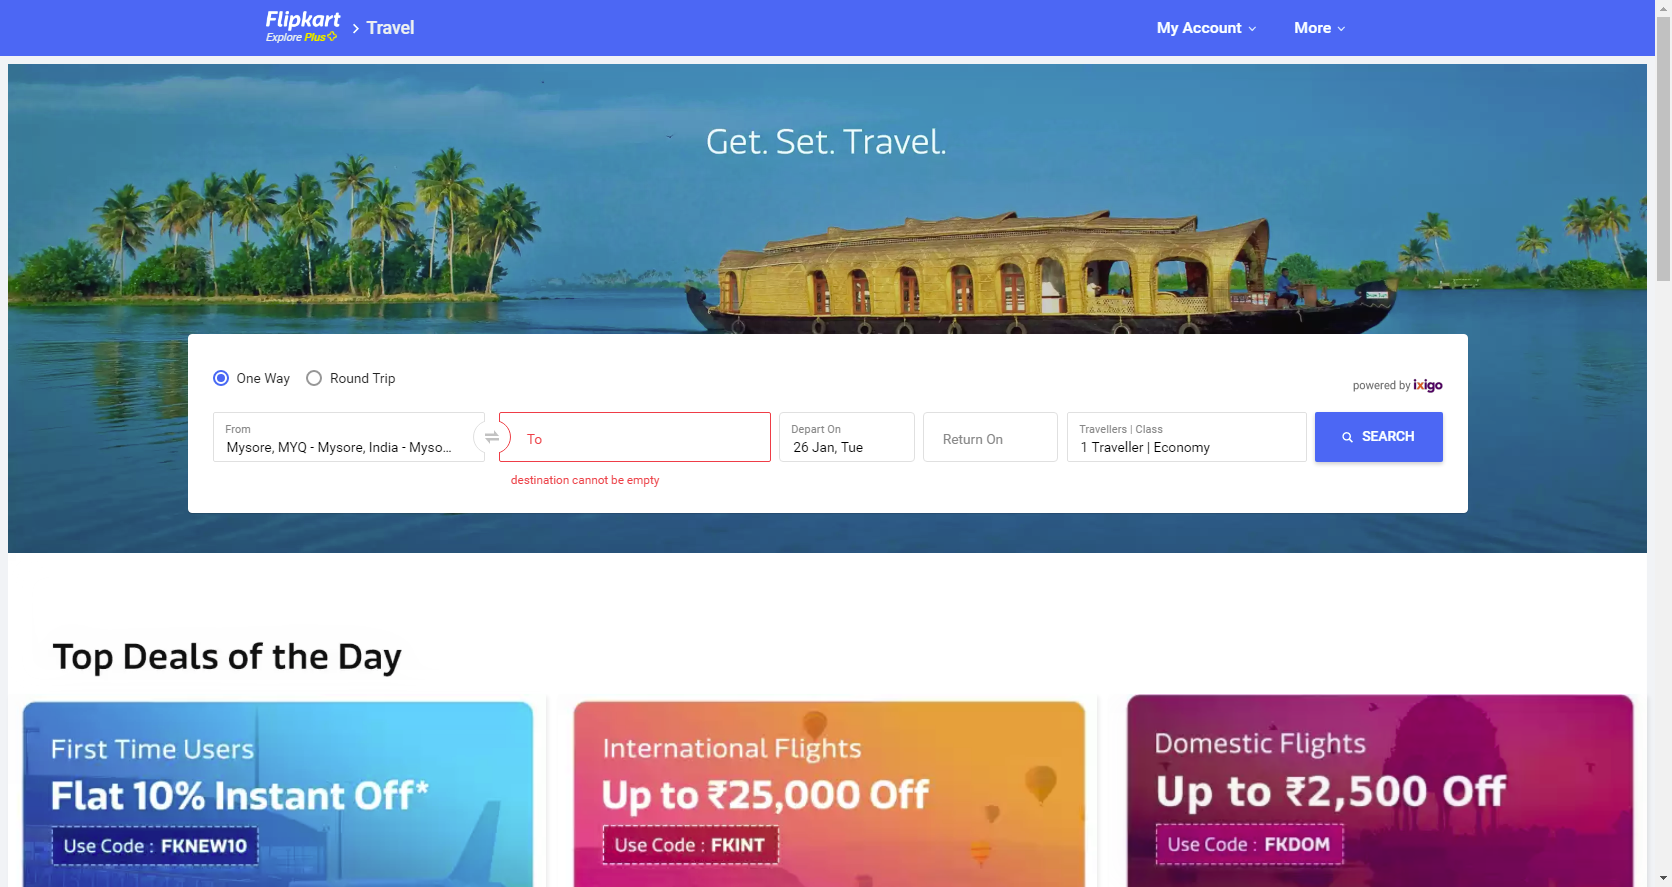 Flipkart
Explore Plus
Travel
My Account
More
Get. Set. Travel.
One Way
Round Trip
powered by ixigo
From
Mysore, MYQ - Mysore, India - Myso...
To
Depart On
26 Jan, Tue
Return On
Travellers | Class
1 Traveller | Economy
SEARCH
destination cannot be empty
Top Deals of the Day
First Time Users
Flat 10% Instant Off*
Use Code : FKNEW10
International Flights
Up to ₹25,000 Off
Use Code : FKINT
Domestic Flights
Up to ₹2,500 Off
Use Code : FKDOM